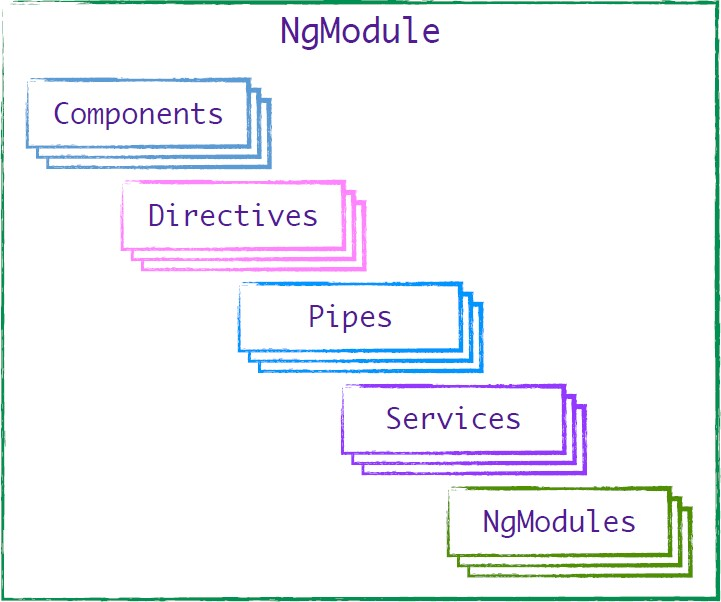 NgModule
Components
Directives
Pipes
Services
NgModules